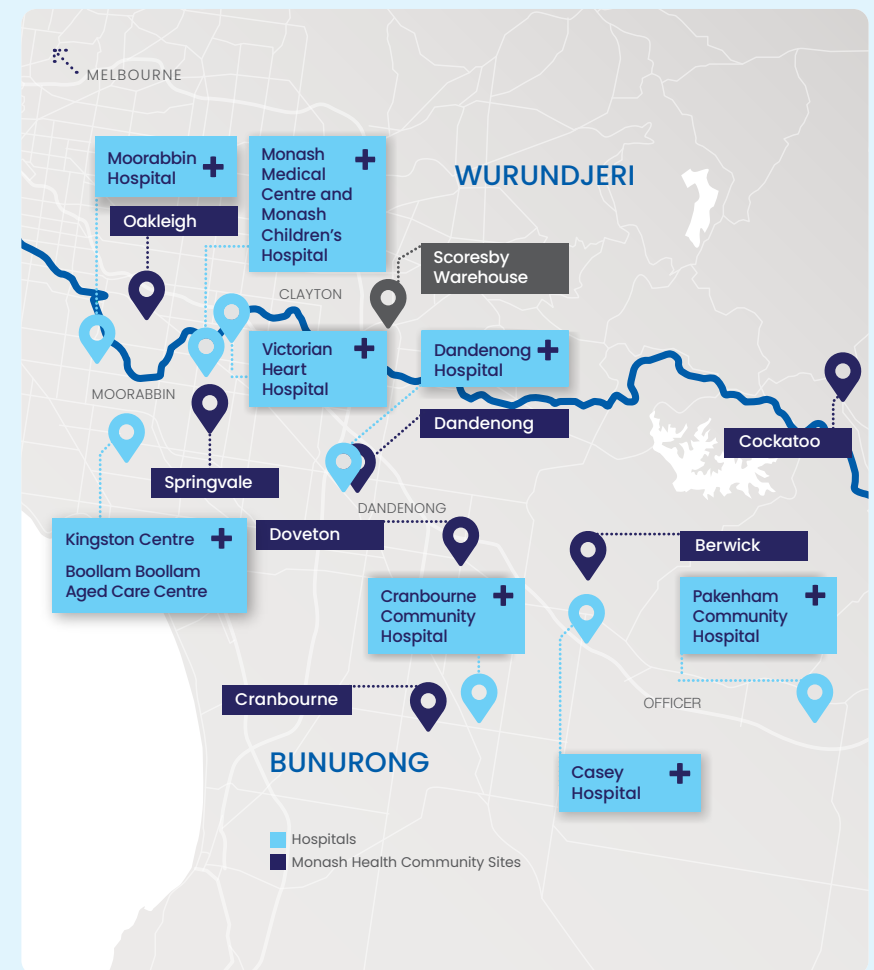 MELBOURNE
Moorabbin
Hospital
Monash
Medical
Centre and
Monash
Children's
Hospital
WURUNDJERI
Oakleigh
Scoresby
Warehouse
CLAYTON
Victorian
Heart
Hospital
Dandenong
Hospital
MOORABBIN
Dandenong
Cockatoo
Springvale
DANDENONG
Kingston Centre
Boollam Boollam
Aged Care Centre
Doveton
Berwick
Cranbourne
Community
Hospital
Pakenham
Community
Hospital
Cranbourne
OFFICER
BUNURONG
Casey
Hospital
Hospitals
Monash Health Community Sites